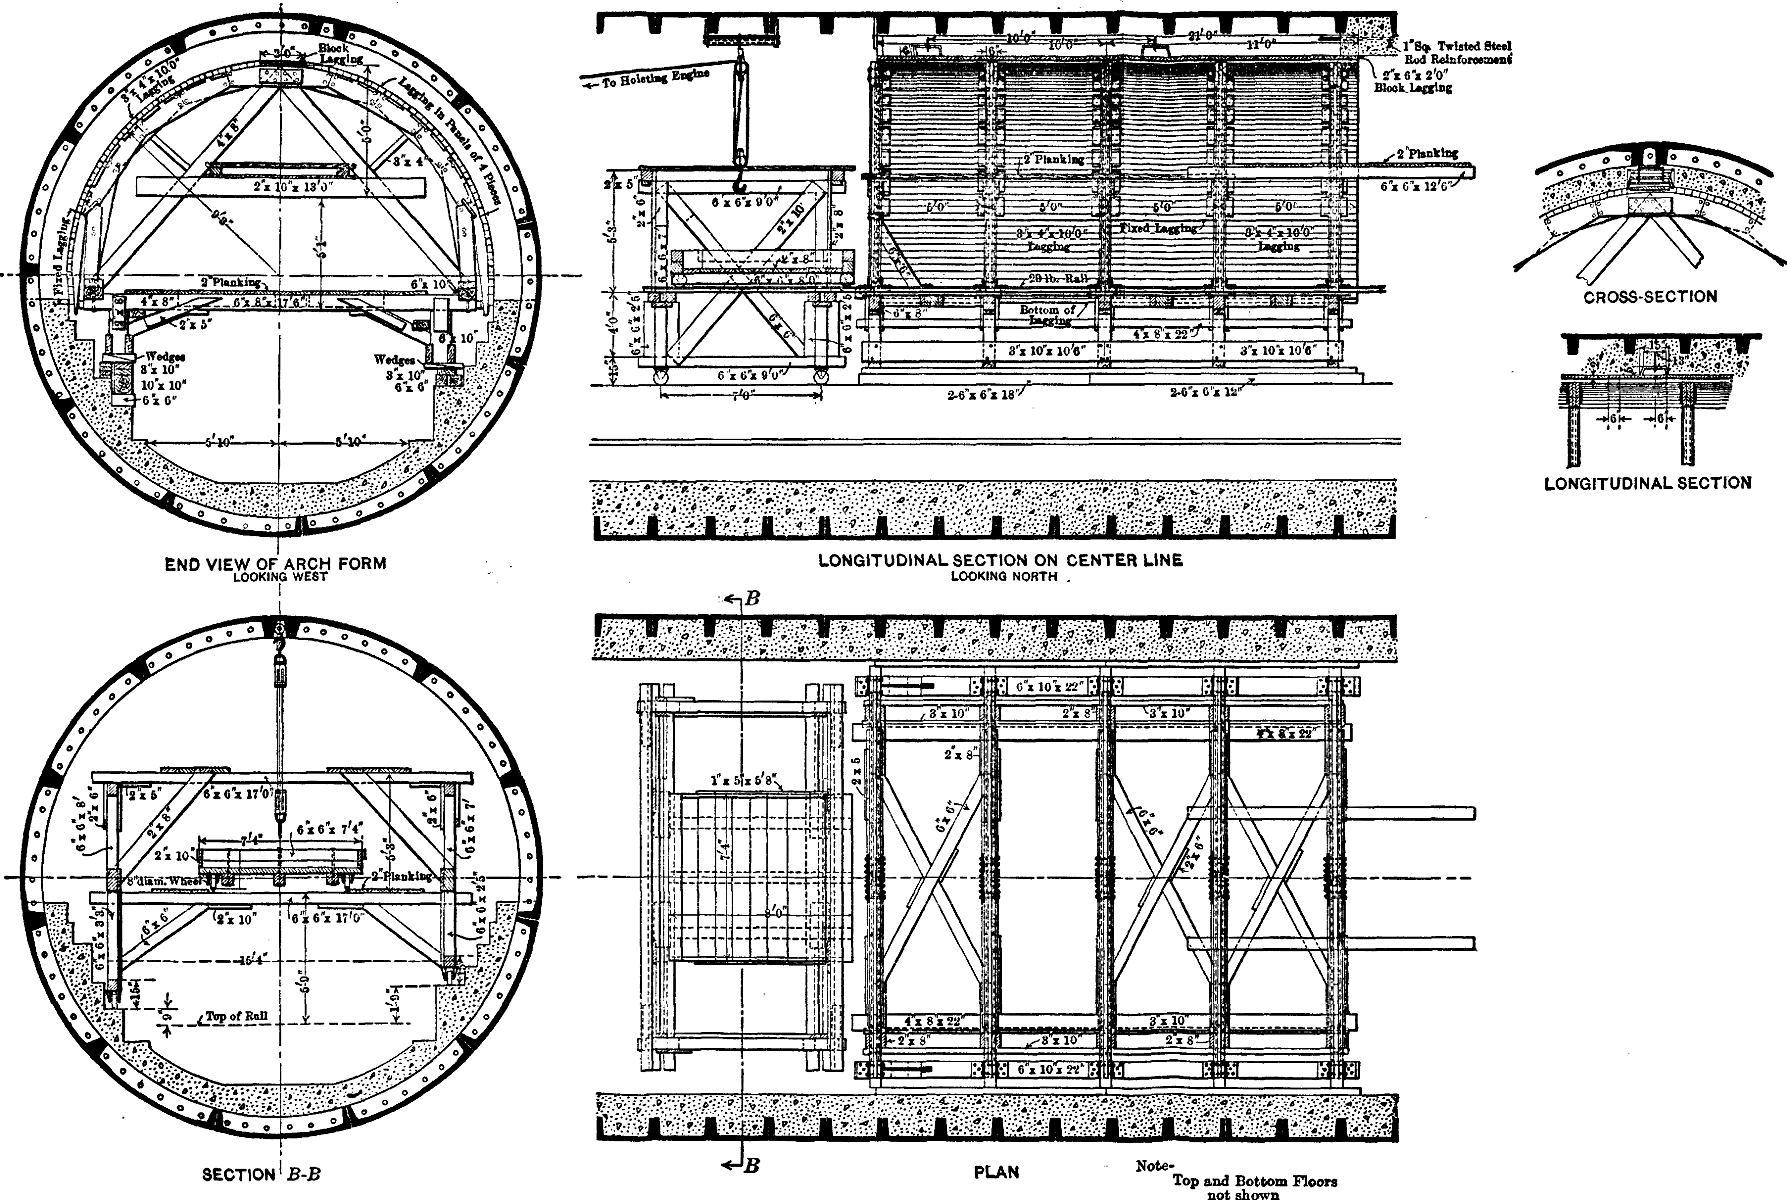 3'0"
Block
Lagging
3"x 4"x 10'0"
Lagging
Lagging in Panels of 4 Pieces
4"x 8"
3"x 4"
2"x 10"x 13'0"
9'-9"
5'1"
Fixed Lagging
2"Planking
6"x 10"
4"x 8"
6"x 8"x 17'6"
2"x 5"
6"x 10"
Wedges
3"x 10"
10"x 10"
6"x 6"
Wedges
3"x 10"
6"x 6"
5'10"
5'10"
END VIEW OF ARCH FORM
LOOKING WEST
To Hoisting Engine
10'0"
10'0"
21'0"
11'0"
6"
1"Sq. Twisted Steel
Rod Reinforcement
2"x 6"x 2'0"
Block Lagging
2"Planking
2"Planking
6"x 6"x 12'6"
2"x 5"
2"x 6"
6"x 6"x 9'0"
2"x 10"
2"x 8"
5'3"
6"x 6"x 7'
5'0"
5'0"
5'0"
5'0"
Fixed Lagging
3"x 4"x 10'0"
Lagging
3"x 4"x 10'0"
Lagging
6"x 6"
20 lb. Rail
4'0"
6"x 6"x 2'5
6"x 6"
6"x 6"x 2'5
6"x 8"
Bottom of
Lagging
4"x 8"x 22"
3"x 10"x 10'6"
3"x 10"x 10'6"
15"
6"x 6"x 9'0"
7'0"
2-6"x 6"x 18"
2-6"x 6"x 12"
LONGITUDINAL SECTION ON CENTER LINE
LOOKING NORTH
CROSS-SECTION
6"
6"
LONGITUDINAL SECTION
2"x 5"
6"x 6"x 17'0"
2"x 6"
6"x 6"x 8'
2"x 8"
2"x 6"
6"x 6"x 7'
7'4"
6"x 6"x 7'4"
5'3"
2"x 10"
8"diam. Wheel
2"Planking
6"x 6"x 3'3"
6"x 6"
2"x 10"
6"x 6"x 17'0"
6"x 6"x 2'5"
15'4"
6'0"
15"
9"
Top of Rail
1'9"
SECTION B-B
B
6"x 10"x 22"
3"x 10"
2"x 8"
3"x 10"
4"x 8"x 22"
2"x 5
2"x 8"
1"x 5"x 5'8"
6"x 6"
6"x 6"
2"x 6"
7'4"
8'0"
4"x 8"x 22"
3"x 10"
2"x 8"
3"x 10"
2"x 8"
6"x 10"x 22"
B
PLAN
Note-
Top and Bottom Floors
not shown